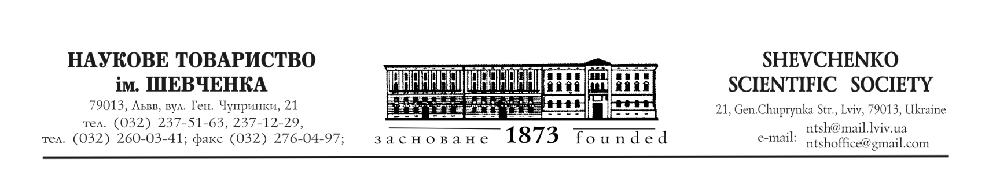 НАУКОВЕ ТОВАРИСТВО
ім. ШЕВЧЕНКА
79013, Львв, вул. Ген. Чупринки, 21
тел. (032) 237-51-63, 237-12-29,
тел. (032) 260-03-41; факс (032) 276-04-97;
засноване 1873 founded
SHEVCHENKO
SCIENTIFIC SOCIETY
21, Gen.Chuprynka Str., Lviv, 79013, Ukraine
e-mail: ntsh@mail.lviv.ua
ntshoffice@gmail.com